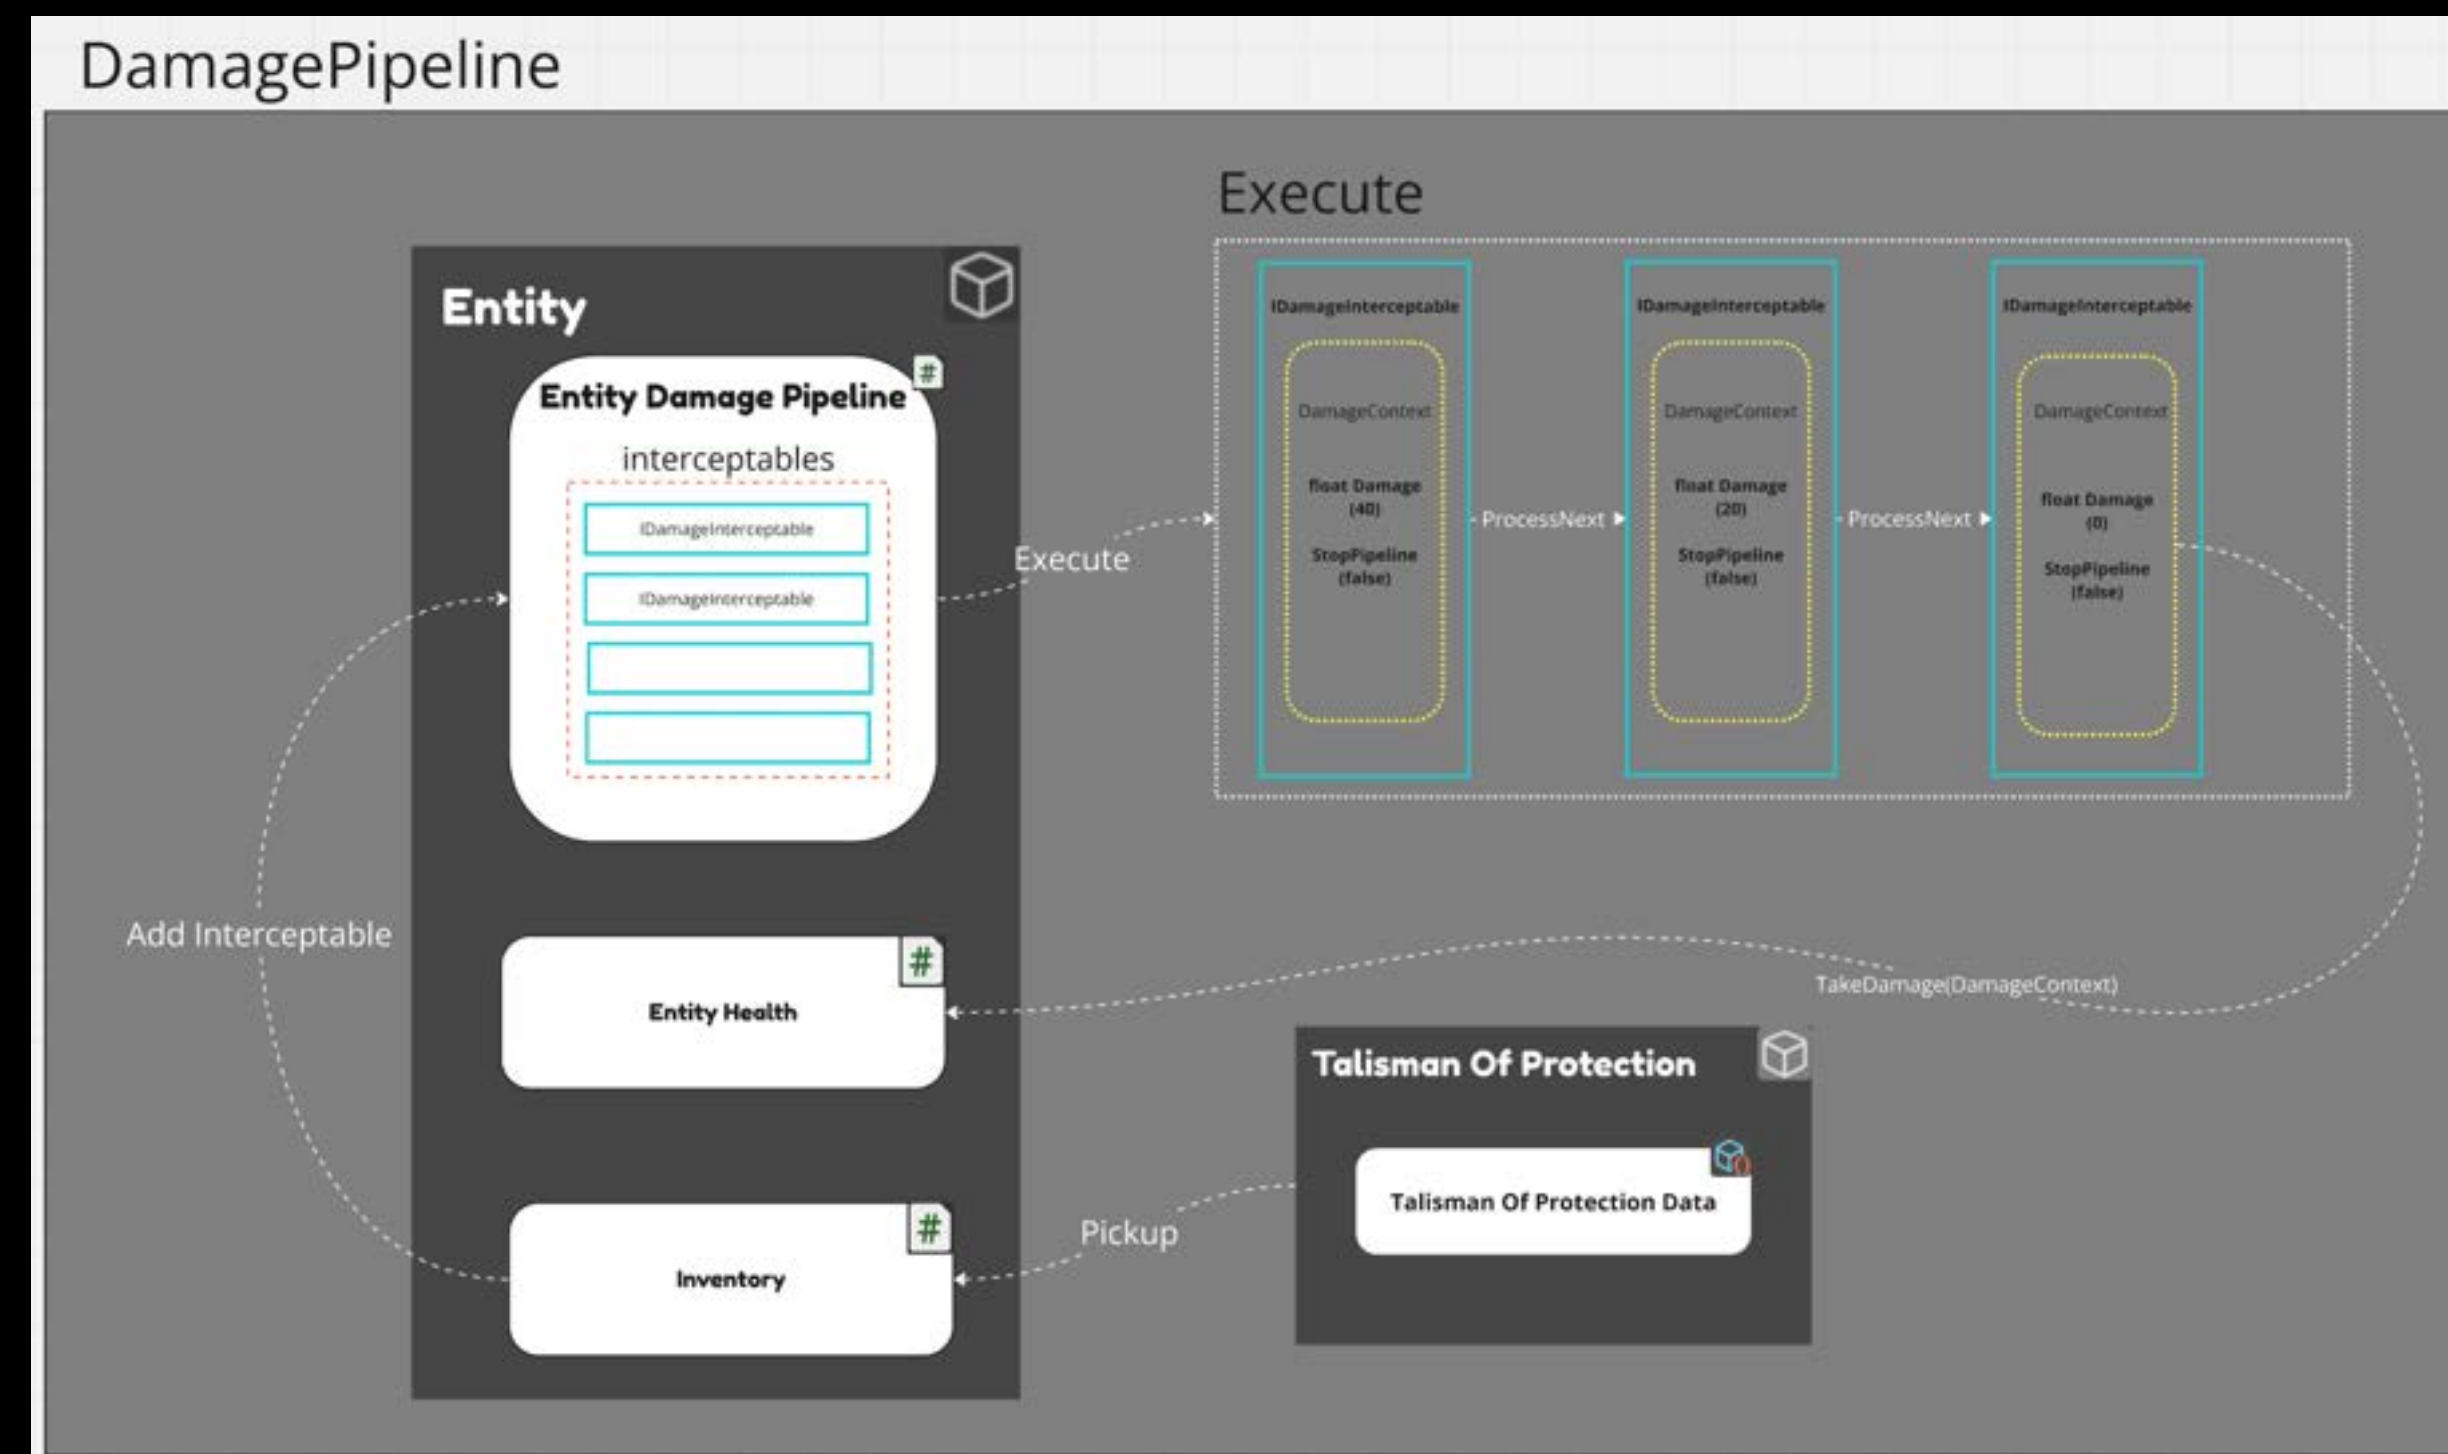 DamagePipeline
Execute
Entity
Entity Damage Pipeline
#
interceptables
IDamageInterceptable
IDamageInterceptable
Execute
IDamageInterceptable
DamageContext
float Damage
(40)
StopPipeline
(false)
ProcessNext
IDamageInterceptable
DamageContext
float Damage
(20)
StopPipeline
(false)
ProcessNext
IDamageInterceptable
DamageContext
float Damage
(0)
StopPipeline
(false)
Add Interceptable
#
Entity Health
TakeDamage(DamageContext)
Talisman Of Protection
Talisman Of Protection Data
Pickup
#
Inventory